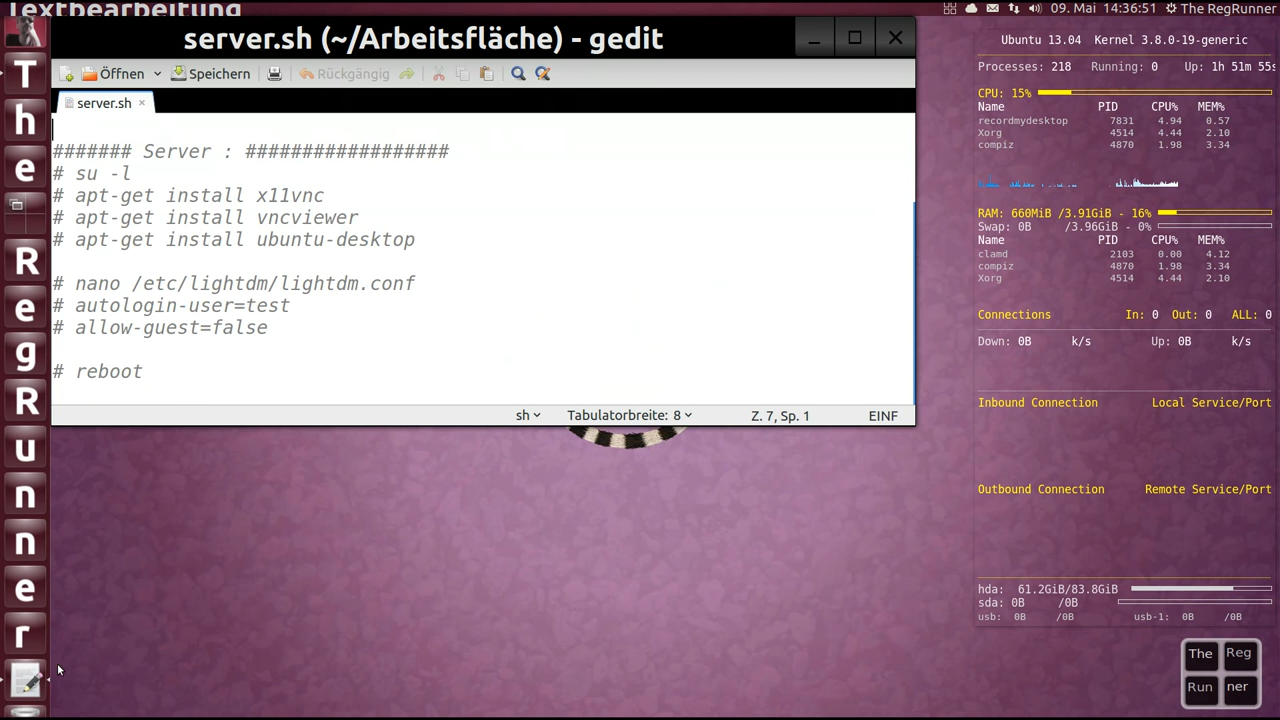 Textbearbeitung
09. Mai 14:36:51 The RegRunner
server.sh (~/Arbeitsfläche) - gedit
Öffnen Speichern Rückgängig
server.sh ×
####### Server : ##################
# su -l
# apt-get install x11vnc
# apt-get install vncviewer
# apt-get install ubuntu-desktop
# nano /etc/lightdm/lightdm.conf
# autologin-user=test
# allow-guest=false
# reboot
sh Tabulatorbreite: 8 Z. 7, Sp. 1 EINF
T
h
e
R
e
g
R
u
n
n
e
r
Ubuntu 13.04 Kernel 3.8.0-19-generic
Processes: 218 Running: 0 Up: 1h 51m 55s
CPU: 15%
Name PID CPU% MEM%
recordmydesktop 7831 4.94 0.57
Xorg 4514 4.44 2.10
compiz 4870 1.98 3.34
RAM: 660MiB /3.91GiB - 16%
Swap: 0B /3.96GiB - 0%
Name PID CPU% MEM%
clamd 2103 0.00 4.12
compiz 4870 1.98 3.34
Xorg 4514 4.44 2.10
Connections In: 0 Out: 0 ALL: 0
Down: 0B k/s Up: 0B k/s
Inbound Connection Local Service/Port
Outbound Connection Remote Service/Port
hda: 61.2GiB/83.8GiB
sda: 0B /0B
usb: 0B /0B usb-1: 0B /0B
The Reg
Run ner